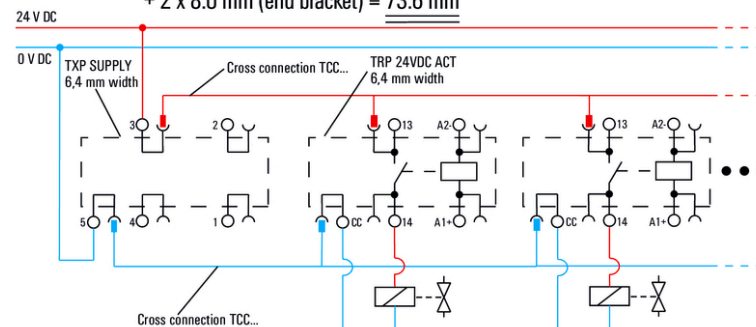 + 2 x 8.0 mm (end bracket) = 73.6 mm
24 V DC
0 V DC
TXP SUPPLY
6,4 mm width
Cross connection TCC...
TRP 24VDC ACT
6,4 mm width
3
2
13
A2-
13
A2-
5
4
1
CC
14
A1+
CC
14
A1+
Cross connection TCC...